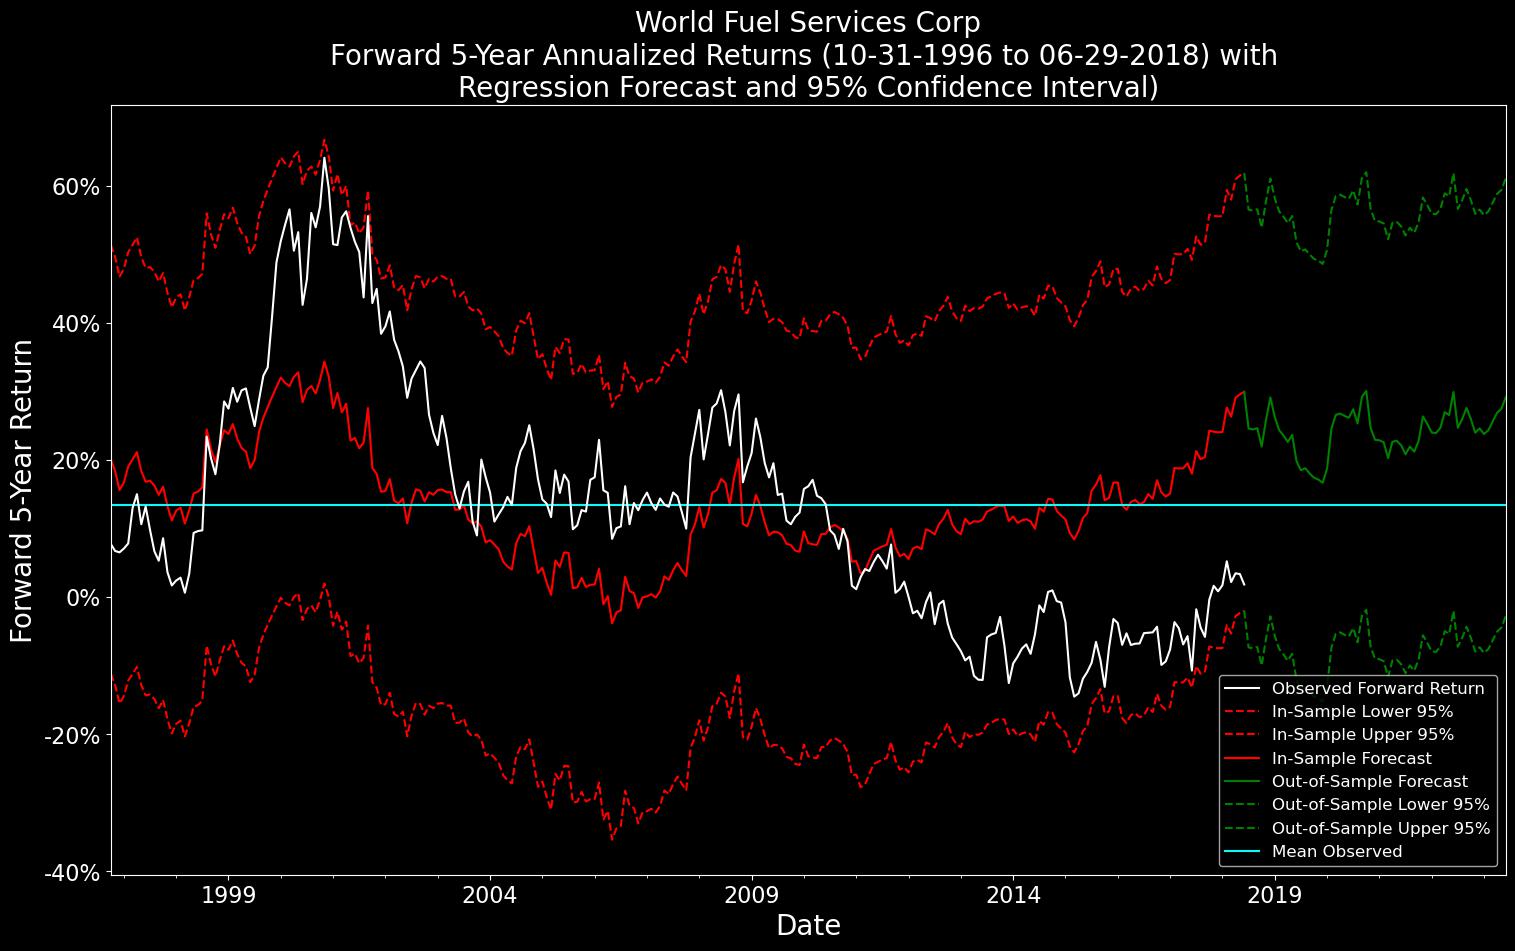 World Fuel Services Corp
Forward 5-Year Annualized Returns (10-31-1996 to 06-29-2018) with
Regression Forecast and 95% Confidence Interval)
Forward 5-Year Return
60%
40%
20%
0%
-20%
-40%
1999
2004
2009
2014
2019
Date
Observed Forward Return
In-Sample Lower 95%
In-Sample Upper 95%
In-Sample Forecast
Out-of-Sample Forecast
Out-of-Sample Lower 95%
Out-of-Sample Upper 95%
Mean Observed